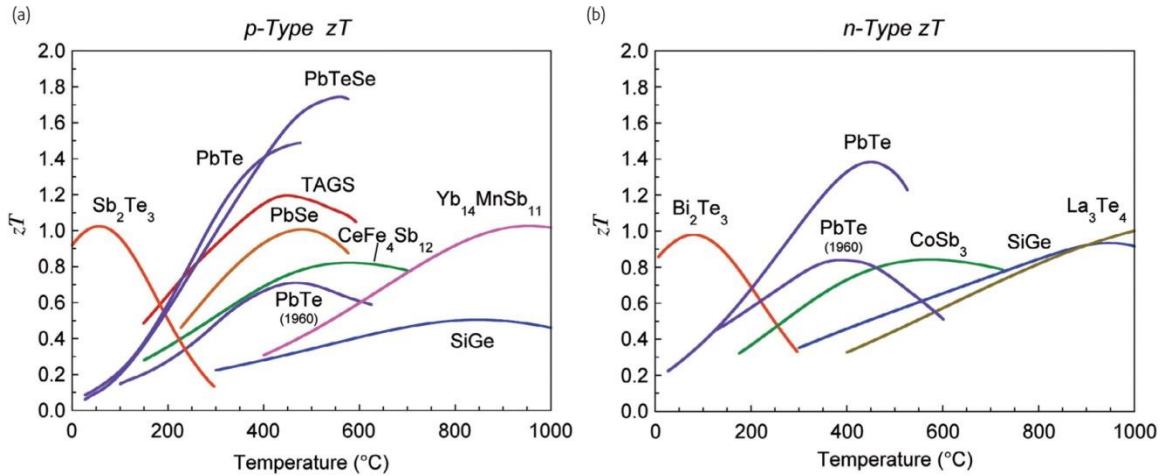 (a)
p-Type zT
2.0
1.8
1.6
1.4
1.2
1.0
0.8
0.6
0.4
0.2
0.0
zT
0
200
400
600
800
1000
Temperature (°C)
Sb₂Te₃
PbTe
PbTeSe
TAGS
PbSe
CeFe₄Sb₁₂
Yb₁₄MnSb₁₁
PbTe
(1960)
SiGe
(b)
n-Type zT
2.0
1.8
1.6
1.4
1.2
1.0
0.8
0.6
0.4
0.2
0.0
zT
0
200
400
600
800
1000
Temperature (°C)
Bi₂Te₃
PbTe
PbTe
(1960)
CoSb₃
SiGe
La₃Te₄